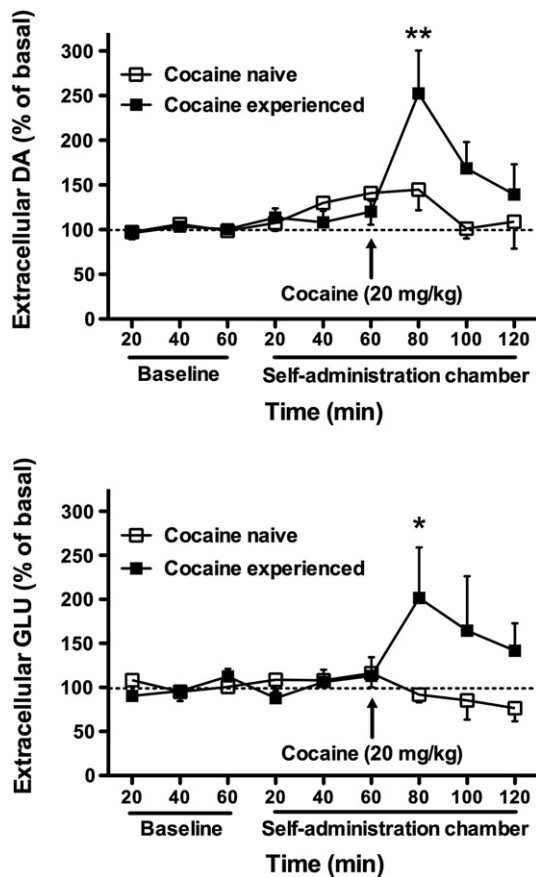 **
300
250
200
150
100
50
0
Extracellular DA (% of basal)
Cocaine naive
Cocaine experienced
Cocaine (20 mg/kg)
20 40 60 20 40 60 80 100 120
Baseline Self-administration chamber
Time (min)
*
300
250
200
150
100
50
0
Extracellular GLU (% of basal)
Cocaine naive
Cocaine experienced
Cocaine (20 mg/kg)
20 40 60 20 40 60 80 100 120
Baseline Self-administration chamber
Time (min)